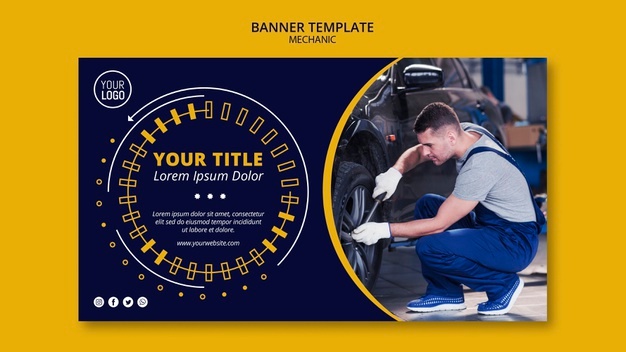 BANNER TEMPLATE
MECHANIC
YOUR
LOGO
YOUR TITLE
Lorem Ipsum Dolor
Lorem ipsum dolor sit amet, consectetur
elit sed do eiusmod tempor incididunt
ut labore et dolore.
www.yourwebsite.com